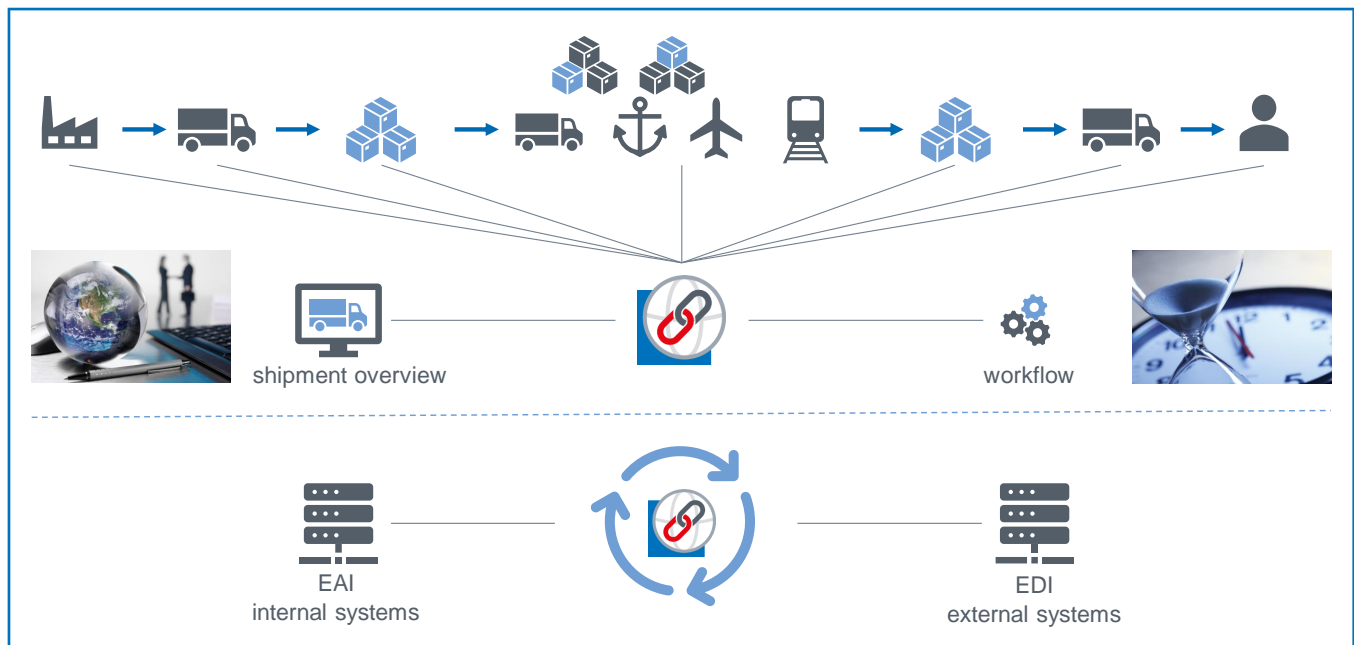 shipment overview
workflow
EAI
internal systems
EDI
external systems